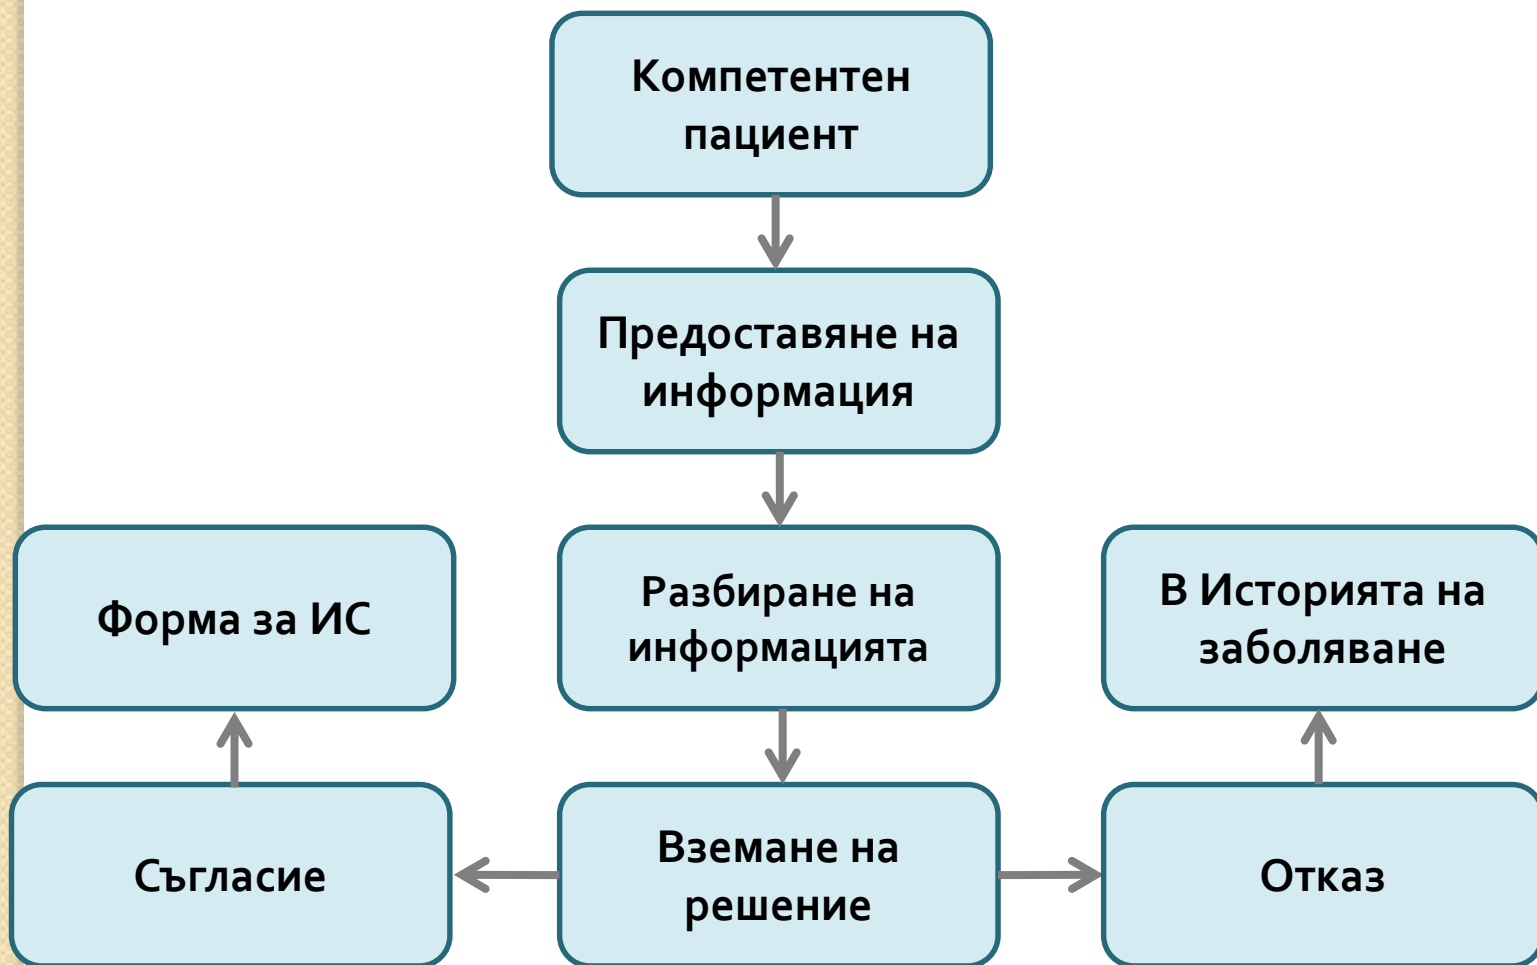 Компетентен
пациент
Предоставяне на
информация
Форма за ИС
Разбиране на
информацията
В Историята на
заболяване
Съгласие
Вземане на
решение
Отказ